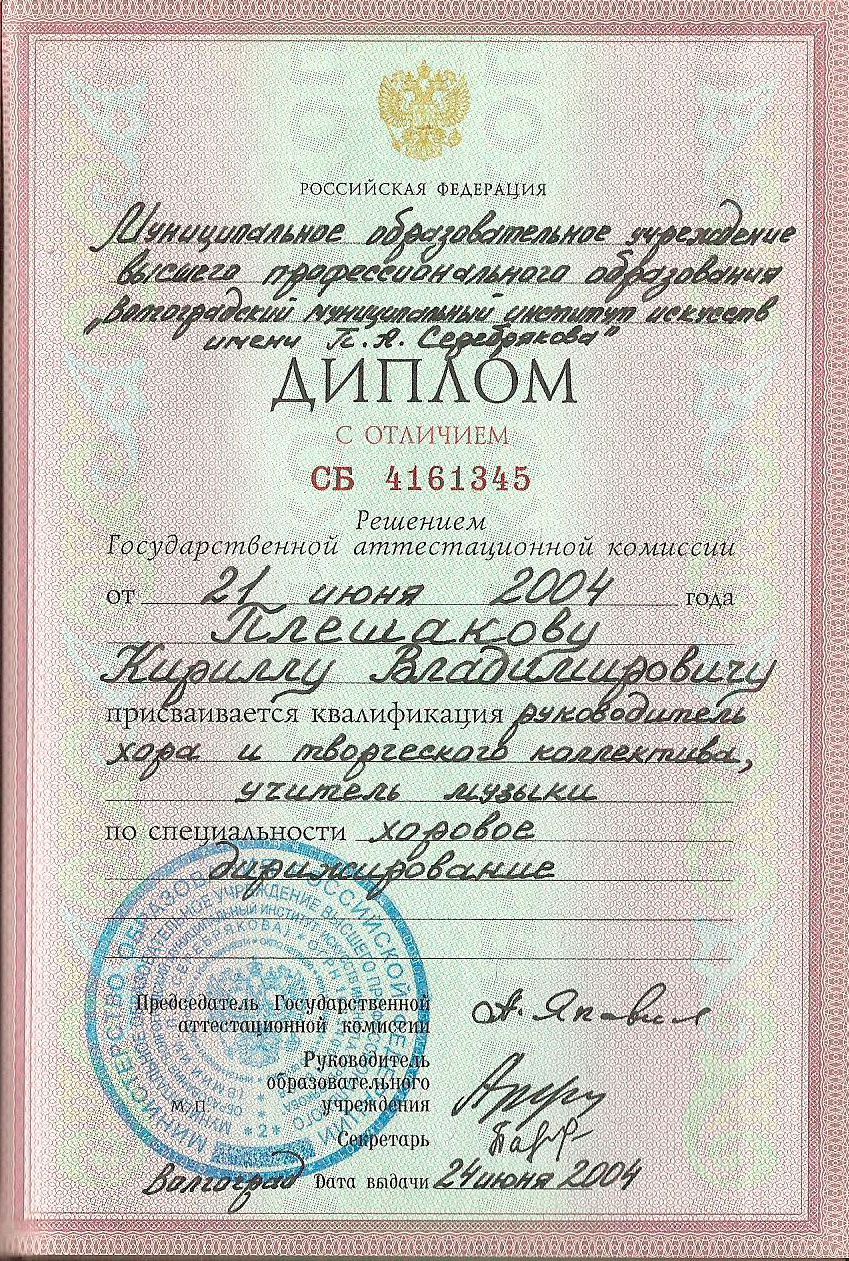 РОССИЙСКАЯ ФЕДЕРАЦИЯ
Муниципальное образовательное учреждение
высшего профессионального образования
„Волгоградский муниципальный институт искусств
имени П.А. Серебрякова"
ДИПЛОМ
С ОТЛИЧИЕМ
СБ 4161345
Решением
Государственной аттестационной комиссии
от 21 июня 2004 года
Плешакову
Кириллу Владимировичу
присваивается квалификация руководитель
хора и творческого коллектива,
учитель музыки
по специальности хоровое
дирижирование
Председатель Государственной
аттестационной комиссии
Руководитель
образовательного
М.П. учреждения
Секретарь
Волгоград Дата выдачи 24 июня 2004